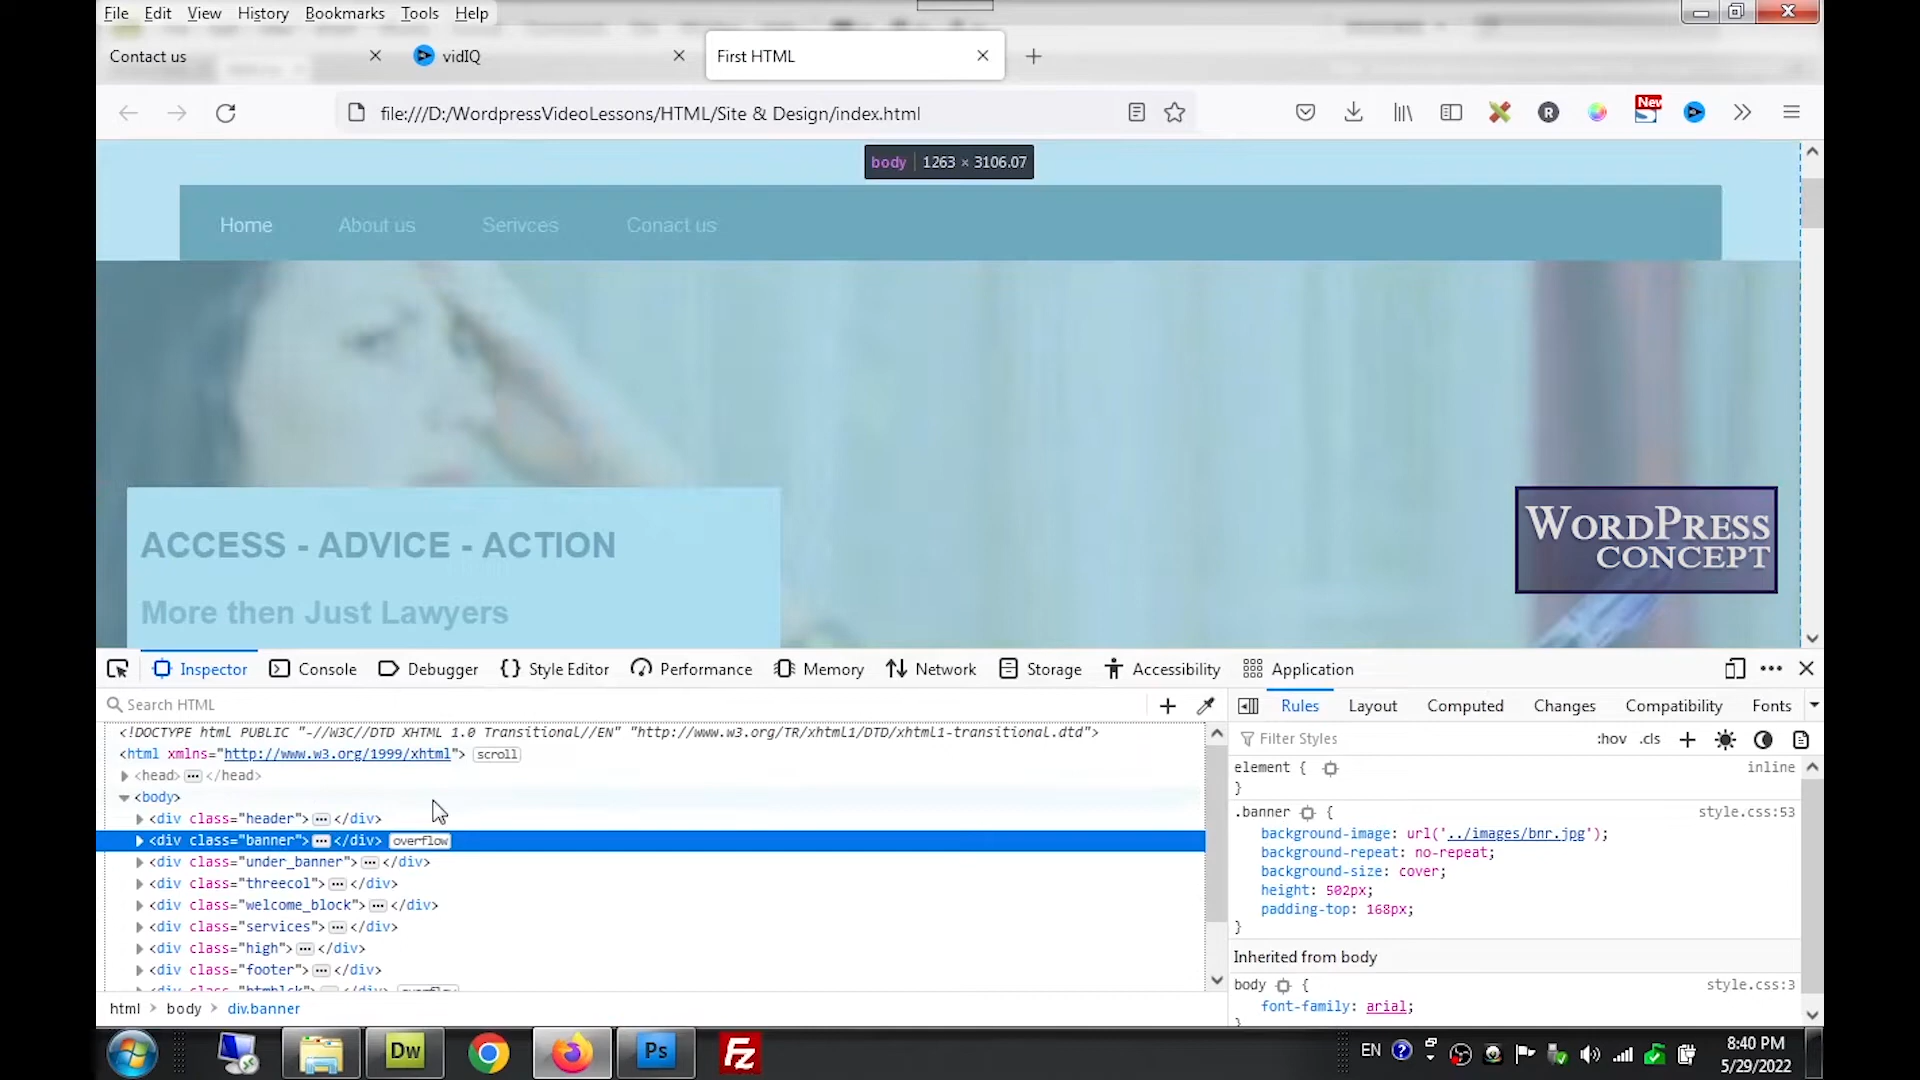 File Edit View History Bookmarks Tools Help
Contact us
vidIQ
First HTML
file:///D:/WordpressVideoLessons/HTML/Site & Design/index.html
R
New
body | 1263 × 3106.07
Home About us Serivces Conact us
ACCESS - ADVICE - ACTION
More then Just Lawyers
WORDPRESS
CONCEPT
Inspector Console Debugger Style Editor Performance Memory Network Storage Accessibility Application
Search HTML
<!DOCTYPE html PUBLIC "-//W3C//DTD XHTML 1.0 Transitional//EN" "http://www.w3.org/TR/xhtml1/DTD/xhtml1-transitional.dtd">
<html xmlns="http://www.w3.org/1999/xhtml"> scroll
<head> ••• </head>
<body>
<div class="header"> ••• </div>
<div class="banner"> ••• </div> overflow
<div class="under_banner"> ••• </div>
<div class="threecol"> ••• </div>
<div class="welcome_block"> ••• </div>
<div class="services"> ••• </div>
<div class="high"> ••• </div>
<div class="footer"> ••• </div>
html > body > div.banner
Rules Layout Computed Changes Compatibility Fonts
Filter Styles :hov .cls
element { inline
}
.banner { style.css:53
background-image: url('../images/bnr.jpg');
background-repeat: no-repeat;
background-size: cover;
height: 502px;
padding-top: 168px;
}
Inherited from body
body { style.css:3
font-family: arial;
}
Dw
Ps
Fz
EN
8:40 PM
5/29/2022